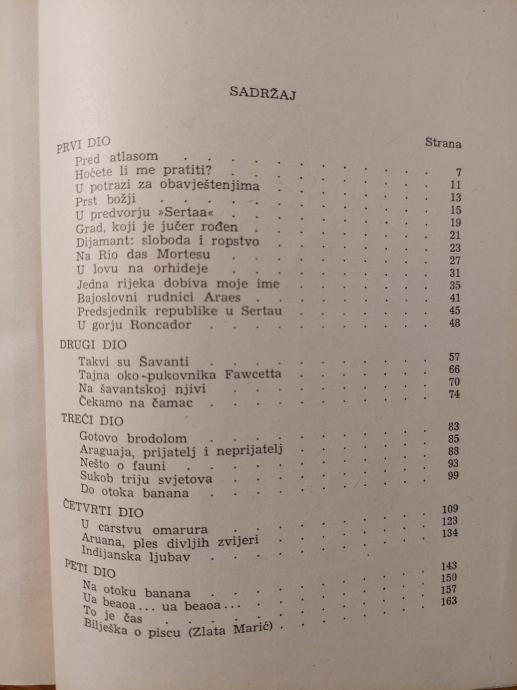 SADRŽAJ
PRVI DIO Strana
Pred atlasom . . . . . . . . . . 7
Hoćete li me pratiti? . . . . . . . . 11
U potrazi za obavještenjima . . . . . . 13
Prst božji . . . . . . . . . . . 15
U predvorju »Sertaa« . . . . . . . . 19
Grad, koji je jučer rođen . . . . . . . 21
Dijamant: sloboda i ropstvo . . . . . . 23
Na Rio das Mortesu . . . . . . . . 27
U lovu na orhideje . . . . . . . . 31
Jedna rijeka dobiva moje ime . . . . . 35
Bajoslovni rudnici Araes . . . . . . . 41
Predsjednik republike u Sertau . . . . . 45
U gorju Roncador . . . . . . . . . 48
DRUGI DIO
Takvi su Šavanti . . . . . . . . . 57
Tajna oko pukovnika Fawcetta . . . . . 66
Na šavantskoj njivi . . . . . . . . 70
Čekamo na čamac . . . . . . . . . 74
TREĆI DIO
Gotovo brodolom . . . . . . . . . 83
Araguaja, prijatelj i neprijatelj . . . . . 85
Nešto o fauni . . . . . . . . . . 88
Sukob triju svjetova . . . . . . . . 93
Do otoka banana . . . . . . . . . 99
ČETVRTI DIO
U carstvu omarura . . . . . . . . 109
Aruana, ples divljih zvijeri . . . . . . 123
Indijanska ljubav . . . . . . . . . 134
PETI DIO
Na otoku banana . . . . . . . . . 143
Ua beaoa... ua beaoa... . . . . . . . 150
To je čas . . . . . . . . . . . 157
Bilješka o piscu (Zlata Marić) . . . . . . 163